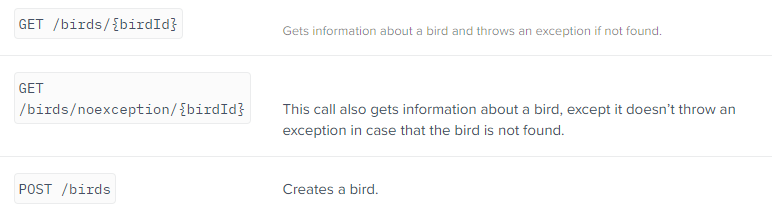 GET /birds/{birdId}
Gets information about a bird and throws an exception if not found.
GET
/birds/noexception/{birdId}
This call also gets information about a bird, except it doesn’t throw an
exception in case that the bird is not found.
POST /birds
Creates a bird.